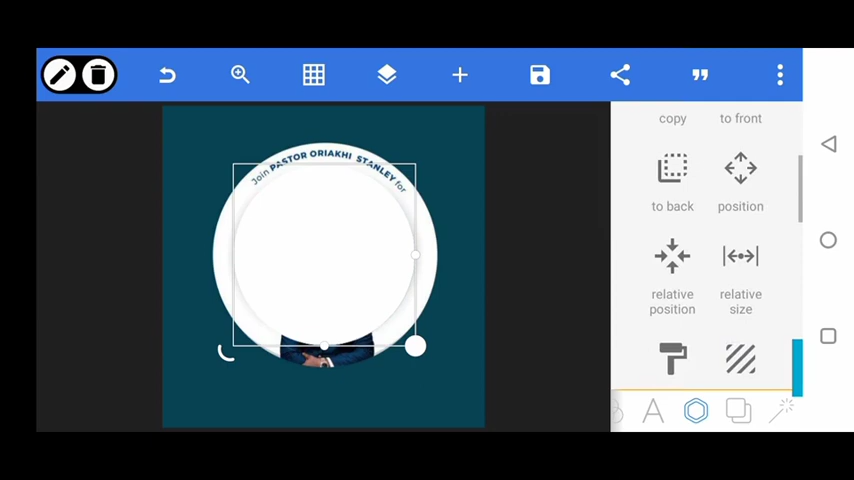 Join PASTOR ORIAKHI STANLEY for
copy
to front
to back
position
relative
position
relative
size